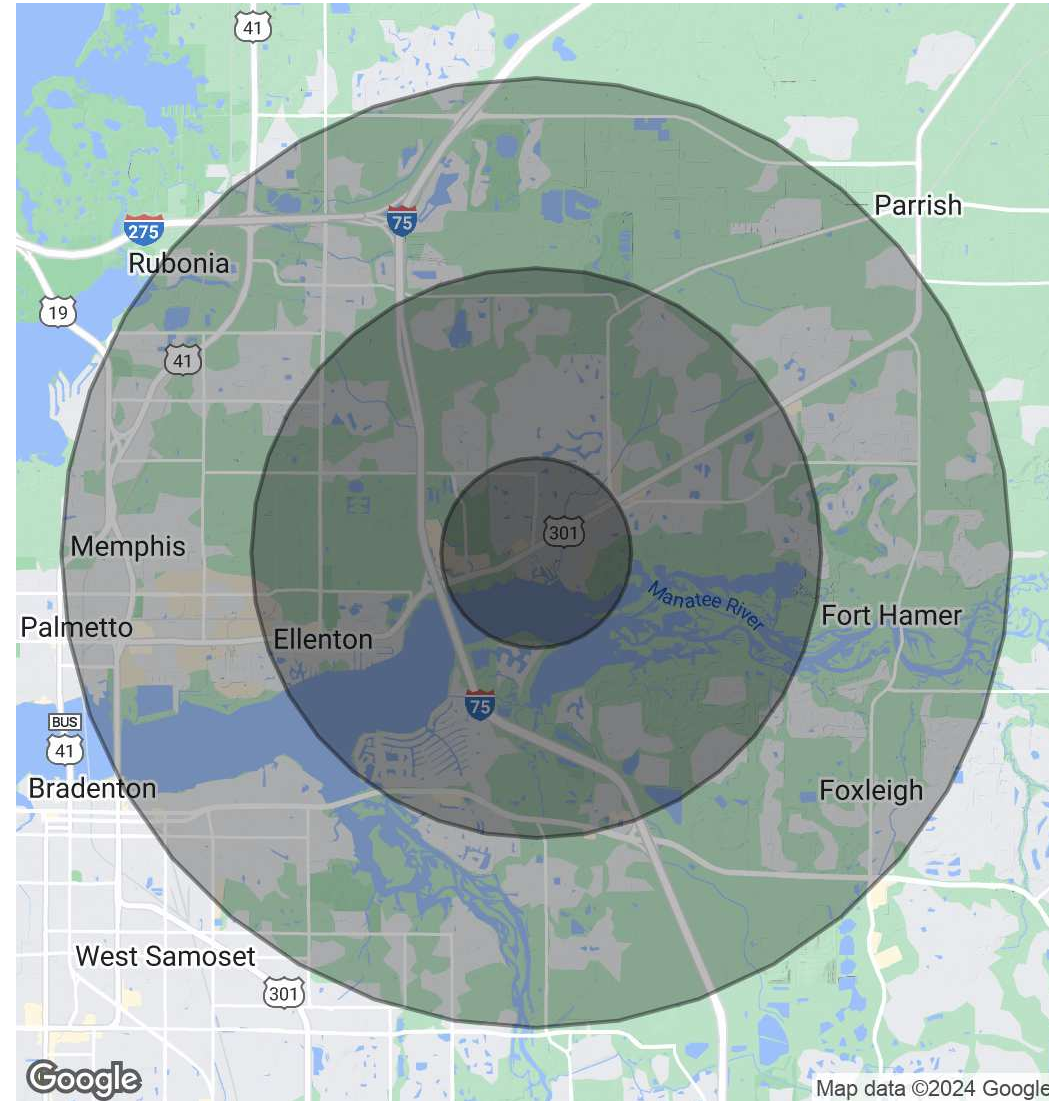 41
Parrish
75
275
Rubonia
19
41
301
Memphis
Manatee River
Fort Hamer
Palmetto
Ellenton
75
BUS
41
Bradenton
Foxleigh
West Samoset
301
Google
Map data ©2024 Google